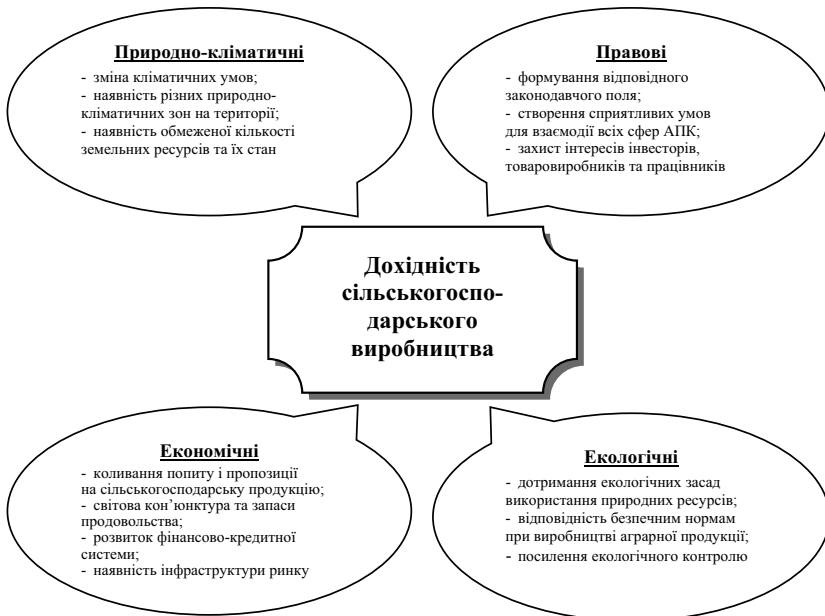 Природно-кліматичні
- зміна кліматичних умов;
- наявність різних природно-
кліматичних зон на території;
- наявність обмеженої кількості
земельних ресурсів та їх стан
Правові
- формування відповідного
законодавчого поля;
- створення сприятливих умов
для взаємодії всіх сфер АПК;
- захист інтересів інвесторів,
товаровиробників та працівників
Дохідність
сільськогоспо-
дарського
виробництва
Економічні
- коливання попиту і пропозиції
на сільськогосподарську продукцію;
- світова кон’юнктура та запаси
продовольства;
- розвиток фінансово-кредитної
системи;
- наявність інфраструктури ринку
Екологічні
- дотримання екологічних засад
використання природних ресурсів;
- відповідність безпечним нормам
при виробництві аграрної продукції;
- посилення екологічного контролю